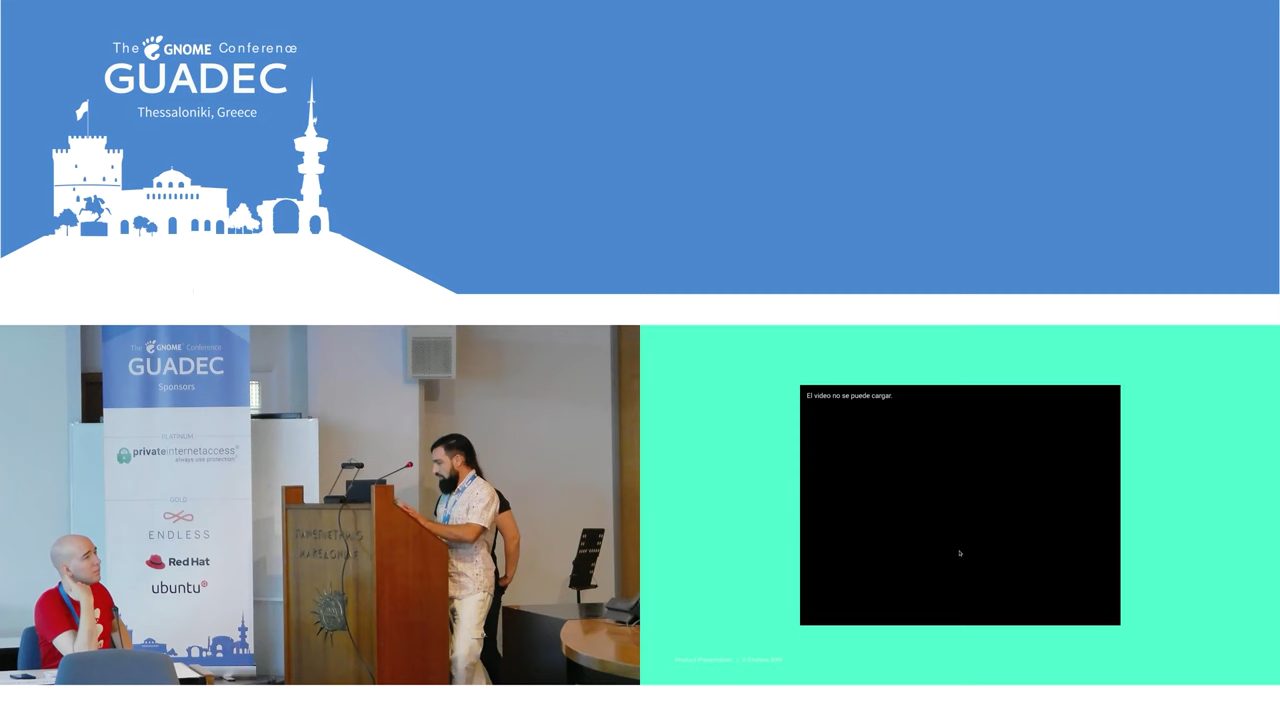 The GNOME Conference
GUADEC
Thessaloniki, Greece
The GNOME Conference
GUADEC
Sponsors
PLATINUM
privateinternetaccess®
always use protection®
GOLD
ENDLESS
Red Hat
ubuntu
El video no se puede cargar.